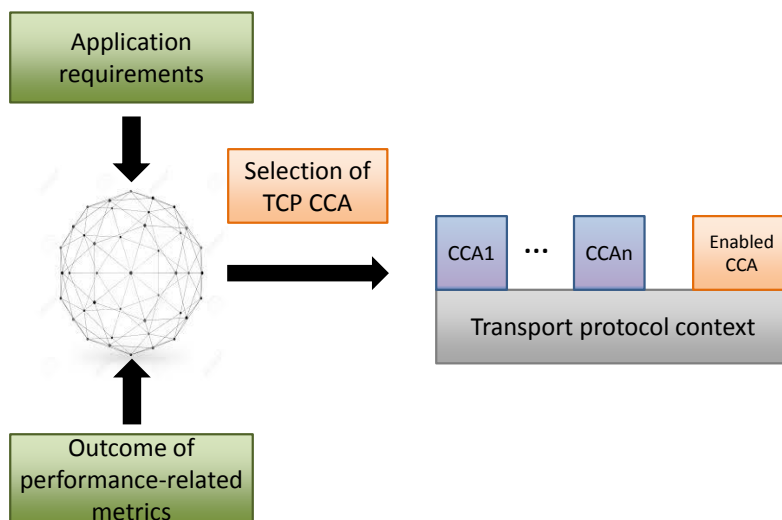 Application
requirements
Selection of
TCP CCA
CCA1
...
CCAn
Enabled
CCA
Transport protocol context
Outcome of
performance-related
metrics